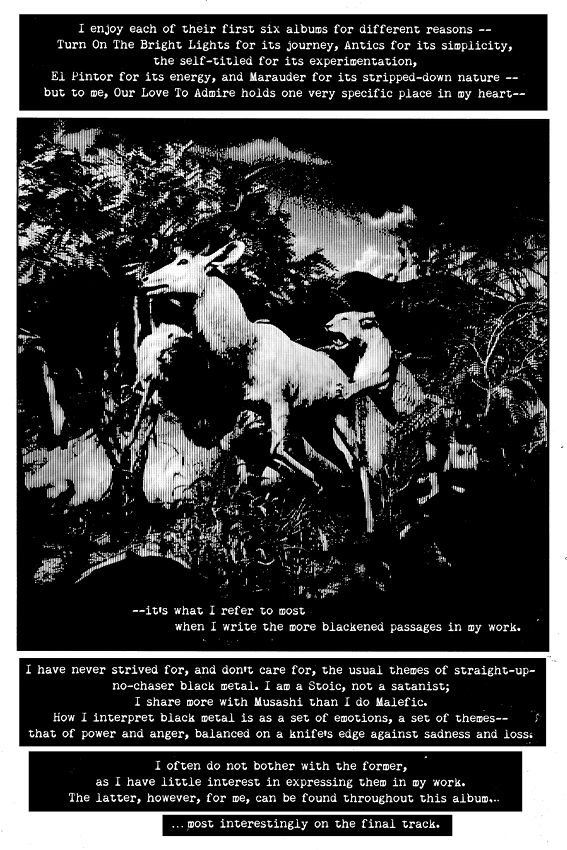 I enjoy each of their first six albums for different reasons --
Turn On The Bright Lights for its journey, Antics for its simplicity,
the self-titled for its experimentation,
El Pintor for its energy, and Marauder for its stripped-down nature --
but to me, Our Love To Admire holds one very specific place in my heart--
--it's what I refer to most
when I write the more blackened passages in my work.
I have never strived for, and don't care for, the usual themes of straight-up-
no-chaser black metal. I am a Stoic, not a satanist;
I share more with Musashi than I do Malefic.
How I interpret black metal is as a set of emotions, a set of themes--
that of power and anger, balanced on a knife's edge against sadness and loss.
I often do not bother with the former,
as I have little interest in expressing them in my work.
The latter, however, for me, can be found throughout this album...
... most interestingly on the final track.